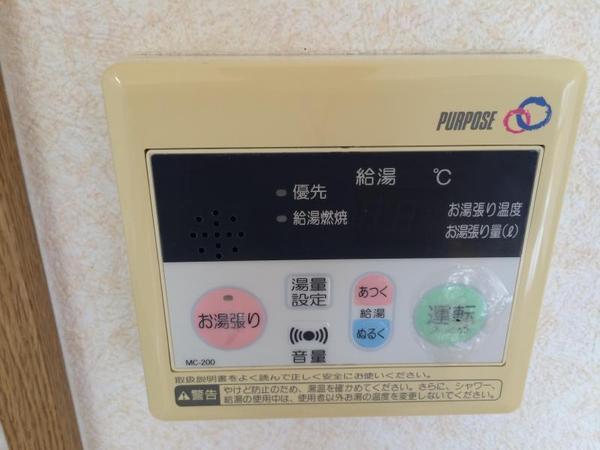 PURPOSE
給湯 ℃
優先
給湯燃焼
お湯張り温度
お湯張り量(ℓ)
お湯張り
湯量
設定
音量
あつく
給湯
ぬるく
運転
MC-200
取扱説明書をよく読んで正しく安全にお使いください。
警告
やけど防止のため、湯温を確かめてください。さらに、シャワー、
給湯の使用中は、使用者以外お湯の温度を変更しないでください。